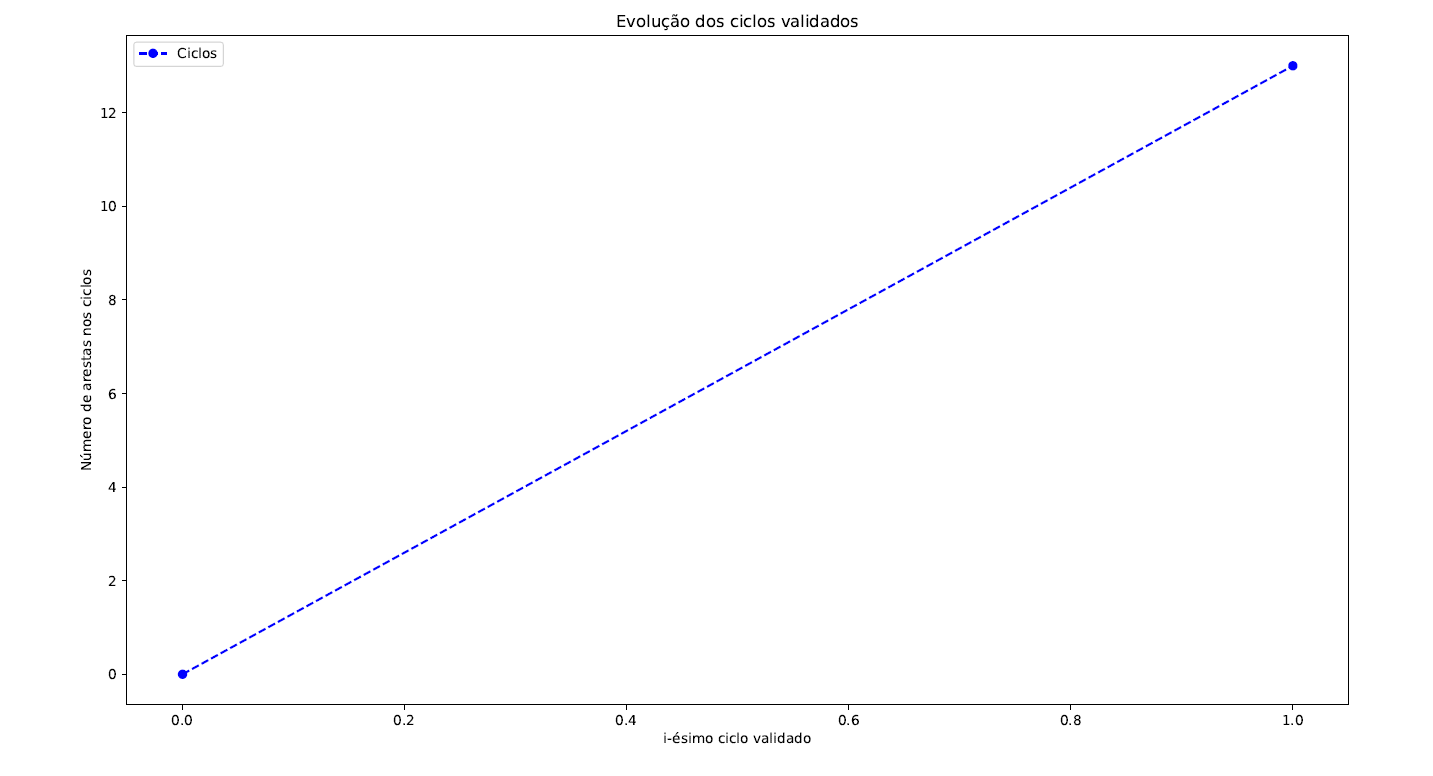 Evolução dos ciclos validados
Ciclos
Número de arestas nos ciclos
12
10
8
6
4
2
0
0.0 0.2 0.4 0.6 0.8 1.0
i-ésimo ciclo validado